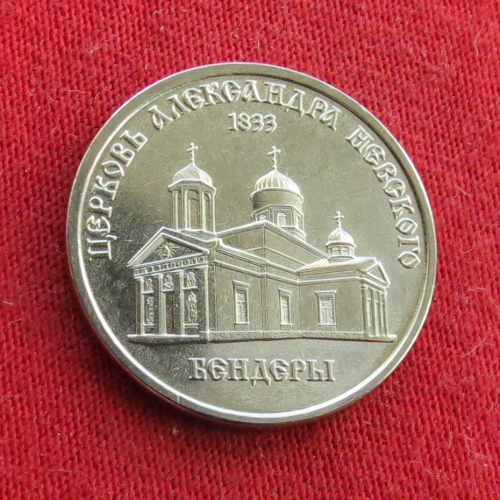 ЦЕРКОВЬ АЛЕКСАНДРА НЕВСКОГО
1833
БЕНДЕРЫ